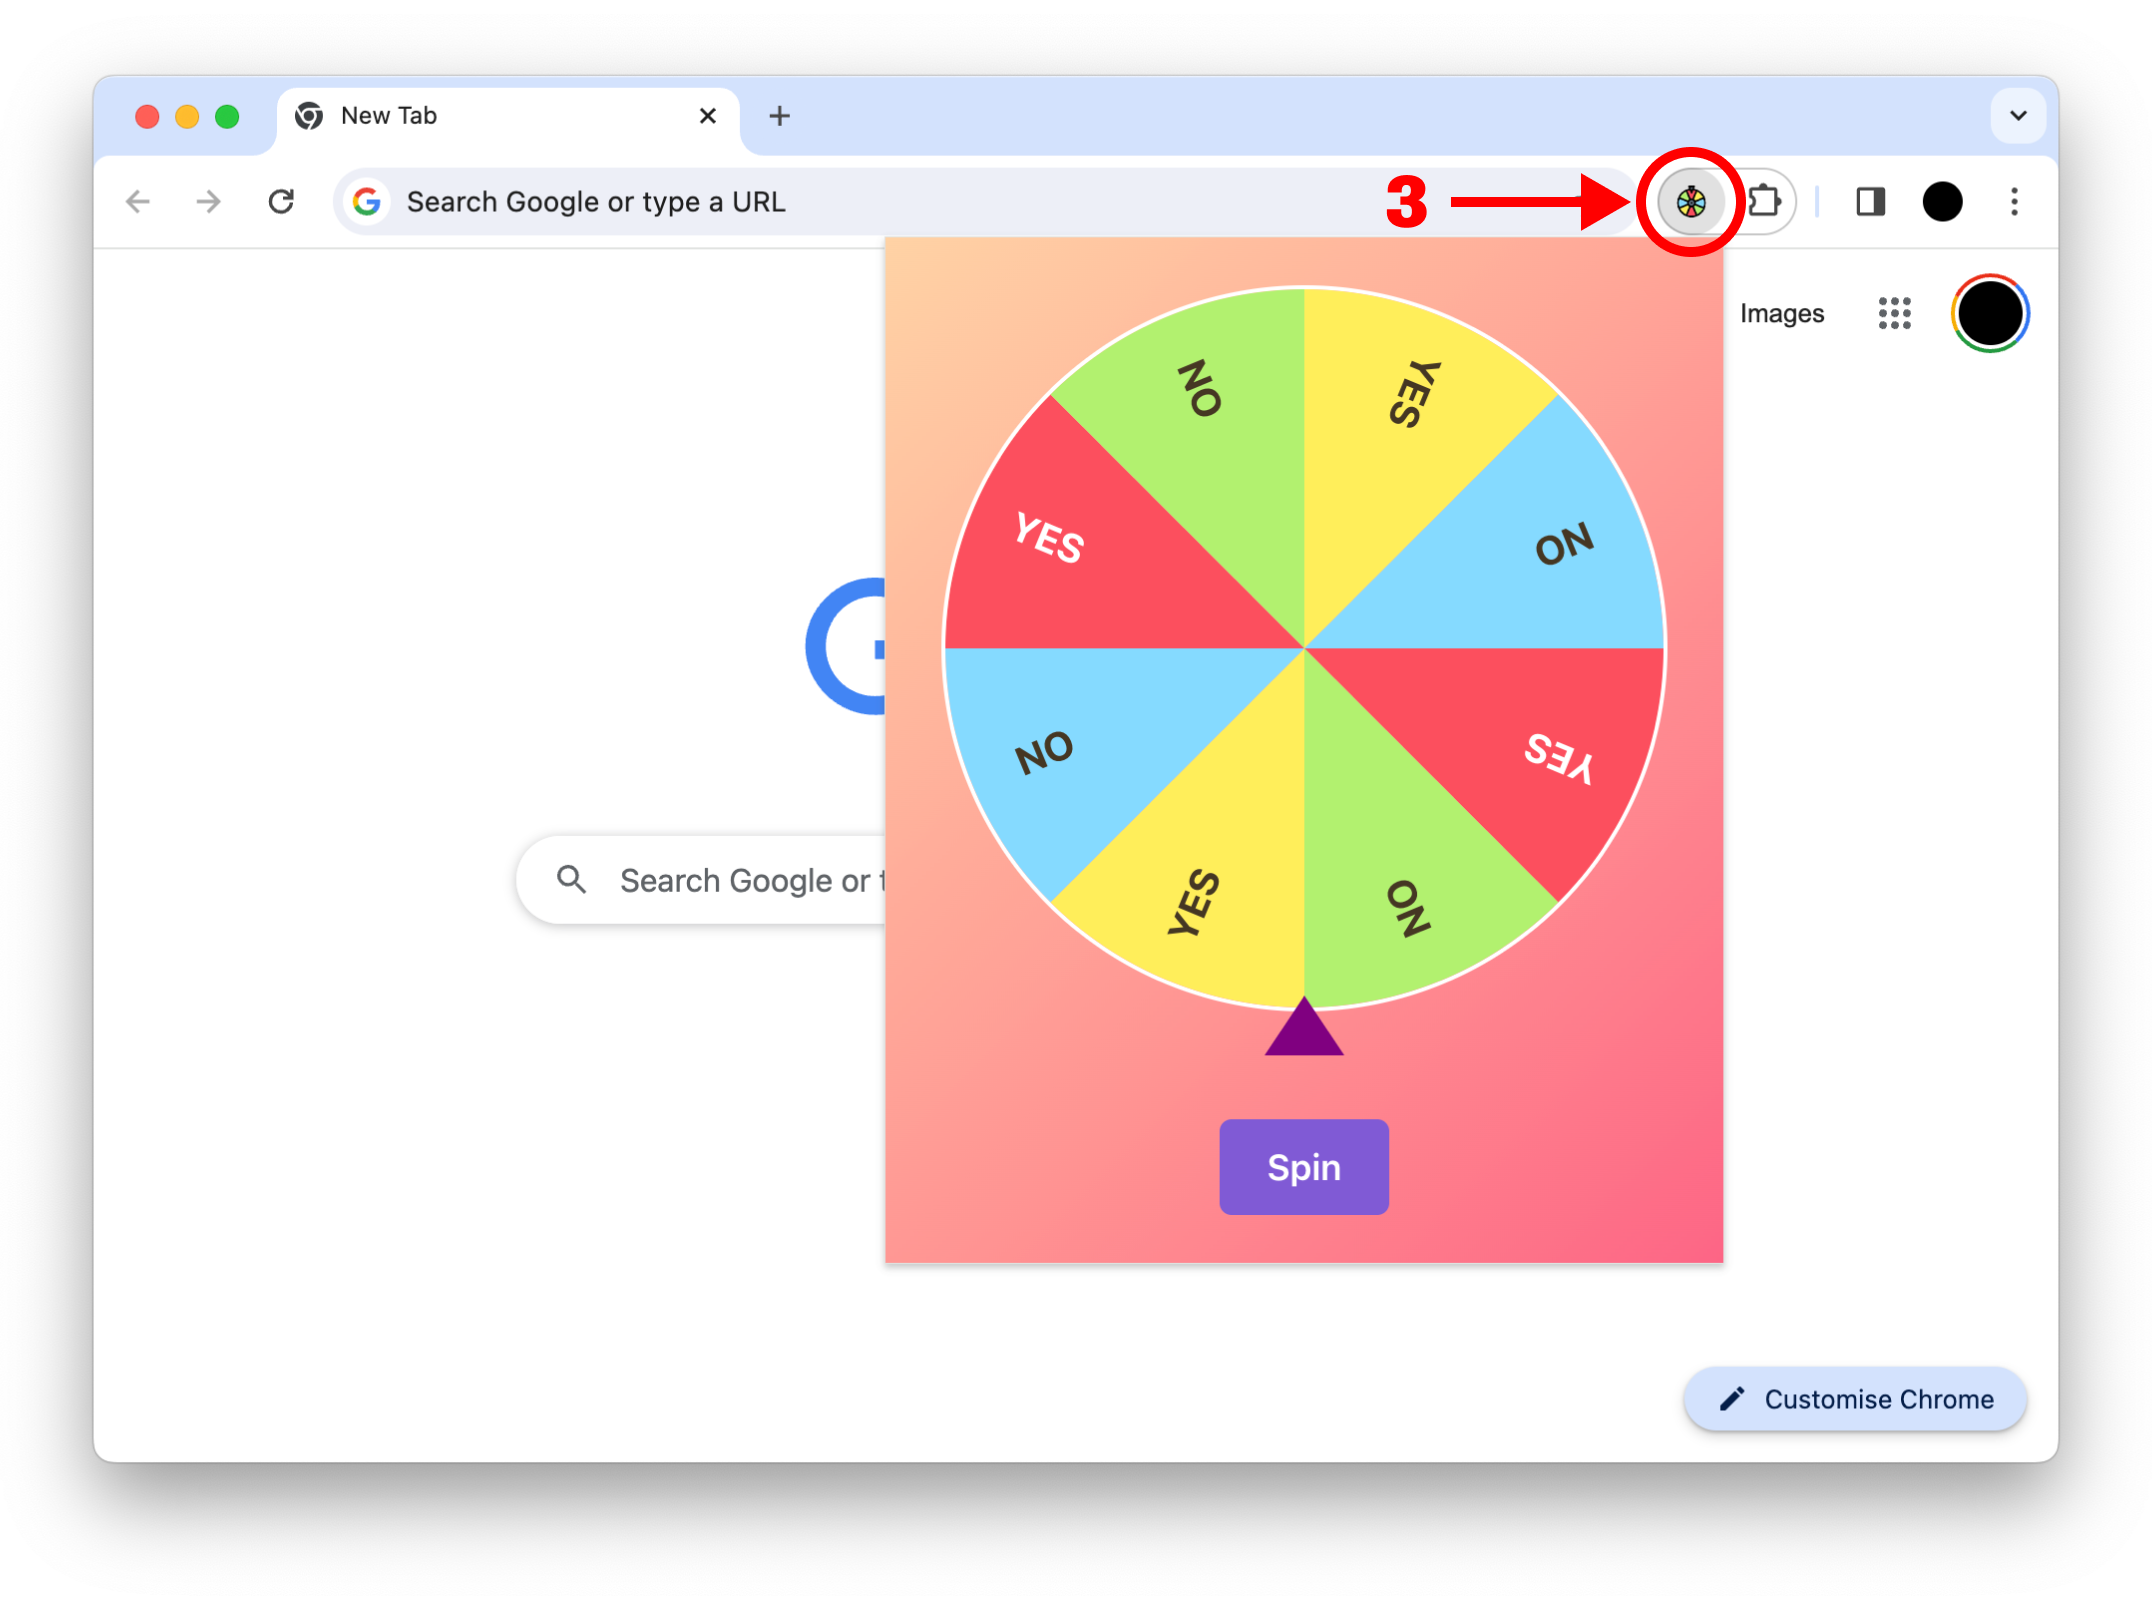 New Tab
Search Google or type a URL
3
Images
NO
YES
YES
NO
NO
YES
YES
NO
Search Google or t
Spin
Customise Chrome